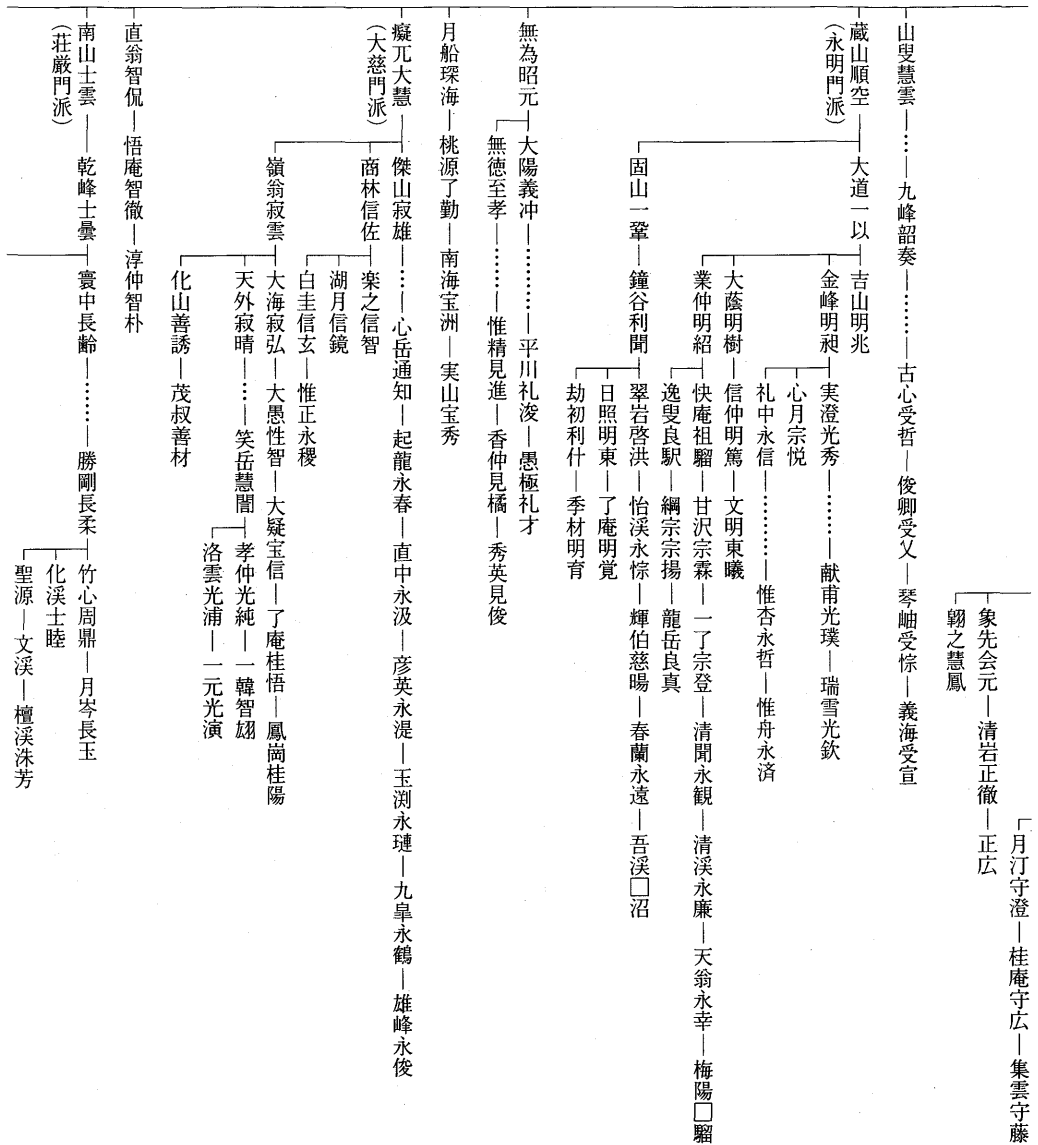 月汀守澄―桂庵守広―集雲守藤
象先会元―清岩正徹―正広
翺之慧鳳
山叟慧雲―……―九峰韶奏―………―古心受哲―俊卿受乂―琴岫受悰―義海受宣
蔵山順空
(永明門派)
大道一以
吉山明兆
金峰明昶
実澄光秀―………―献甫光璞―瑞雪光欽
心月宗悦
礼中永信―…………―惟杏永哲―惟舟永済
大蔭明樹―信仲明篤―文明東曦
業仲明紹
快庵祖騮―甘沢宗霖―一了宗登―清聞永観―清渓永廉―天翁永幸―梅陽□騮
逸叟良駅―綱宗宗揚―龍岳良真
固山一鞏―鐘谷利聞
翠岩啓洪―怡渓永悰―輝伯慈暘―春蘭永遠―吾渓□沼
日照明東―了庵明覚
劫初利什―季材明育
無為昭元
大陽義冲―…………―平川礼浚―愚極礼才
無徳至孝―………―惟精見進―香仲見橘―秀英見俊
月船琛海―桃源了勤―南海宝洲―実山宝秀
癡兀大慧
(大慈門派)
傑山寂雄―……―心岳通知―起龍永春―直中永汲―彦英永湜―玉渕永璉―九皐永鶴―雄峰永俊
商林信佐
楽之信智
湖月信鏡
白圭信玄―惟正永稷
嶺翁寂雲
大海寂弘―大愚性智―大疑宝信―了庵桂悟―鳳崗桂陽
天外寂晴―……―笑岳慧誾
孝仲光純―一韓智翃
洛雲光浦―一元光演
化山善誘―茂叔善材
直翁智侃―悟庵智徹―淳仲智朴
南山士雲
(荘厳門派)
乾峰士曇
寰中長齢―………―勝剛長柔
竹心周鼎―月岑長玉
化渓士睦
聖源―文渓―檀渓洙芳